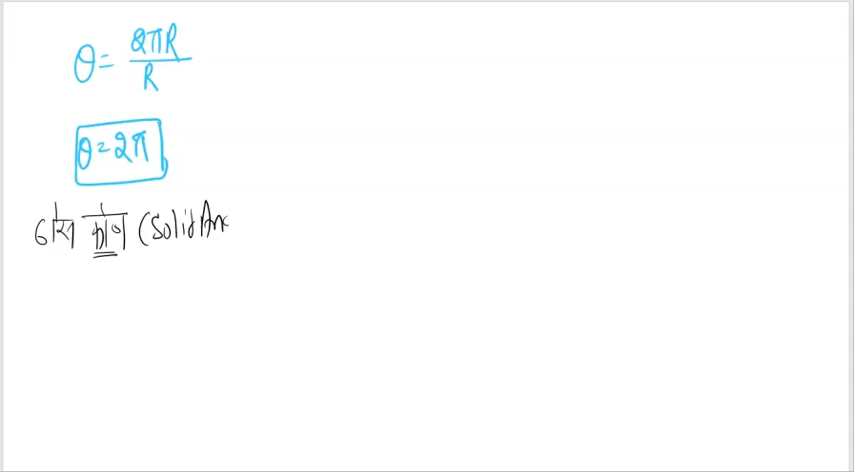 θ = 2πR / R
θ = 2π
ठोस कोण (Solid An